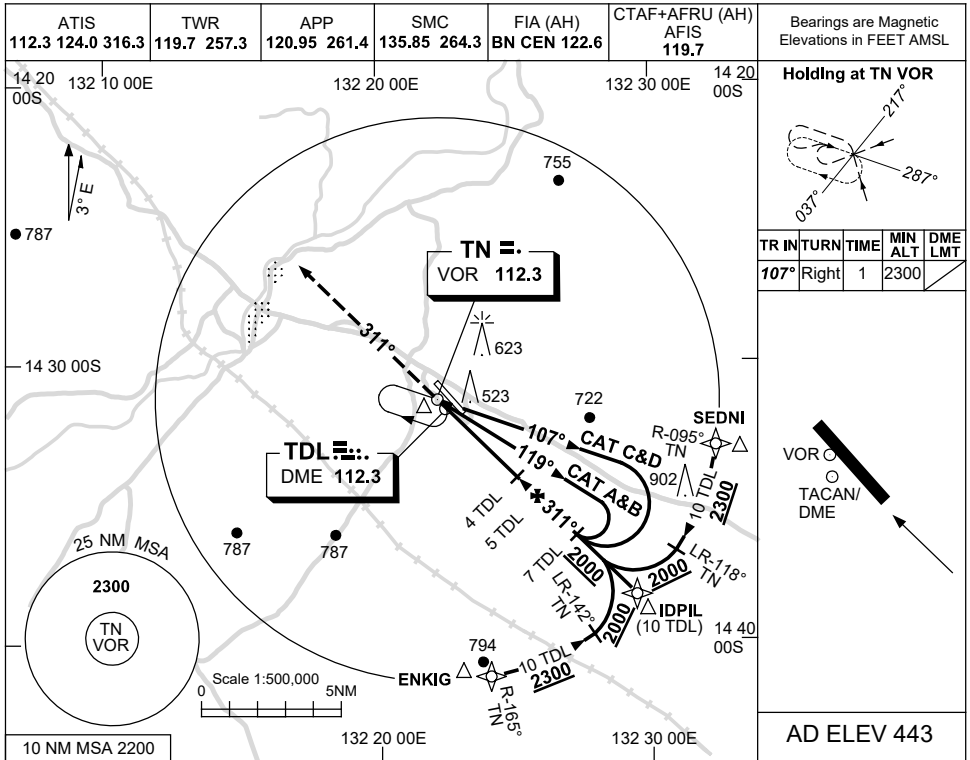 ATIS
112.3 124.0 316.3
TWR
119.7 257.3
APP
120.95 261.4
SMC
135.85 264.3
FIA (AH)
BN CEN 122.6
CTAF+AFRU (AH)
AFIS
119.7
Bearings are Magnetic
Elevations in FEET AMSL
14 20
00S
132 10 00E
132 20 00E
132 30 00E
14 20
00S
Holding at TN VOR
217°
287°
037°
TR IN TURN TIME MIN ALT DME LMT
107° Right 1 2300
3° E
787
755
TN
VOR 112.3
311°
623
523
14 30 00S
722
SEDNI
R-095°
TN
107°
CAT C&D
119°
CAT A&B
902
10 TDL
2300
TDL
DME 112.3
4 TDL
5 TDL
311°
7 TDL
2000
LR-118°
TN
2000
LR-142°
TN
2000
IDPIL
(10 TDL)
787
787
25 NM MSA
2300
TN
VOR
794
10 TDL
2300
ENKIG
R-165°
TN
14 40
00S
Scale 1:500,000
0 5NM
132 20 00E
132 30 00E
10 NM MSA 2200
VOR
TACAN/
DME
AD ELEV 443